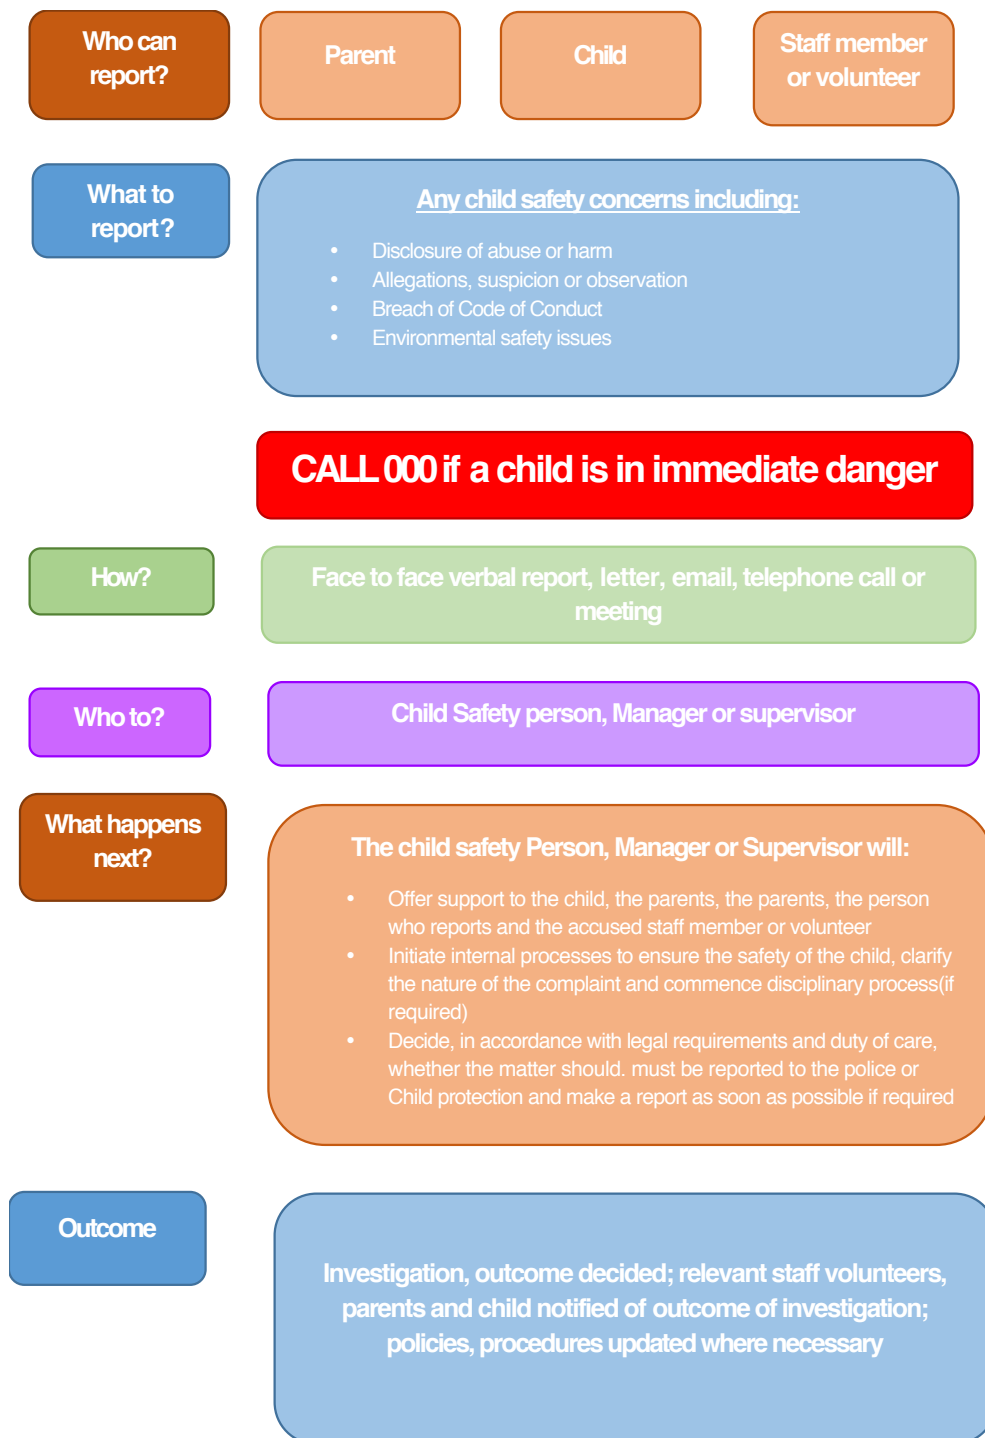 Who can
report?
Parent
Child
Staff member
or volunteer
What to
report?
Any child safety concerns including:
• Disclosure of abuse or harm
• Allegations, suspicion or observation
• Breach of Code of Conduct
• Environmental safety issues
CALL 000 if a child is in immediate danger
How?
Face to face verbal report, letter, email, telephone call or
meeting
Who to?
Child Safety person, Manager or supervisor
What happens
next?
The child safety Person, Manager or Supervisor will:
• Offer support to the child, the parents, the parents, the person
who reports and the accused staff member or volunteer
• Initiate internal processes to ensure the safety of the child, clarify
the nature of the complaint and commence disciplinary process(if
required)
• Decide, in accordance with legal requirements and duty of care,
whether the matter should. must be reported to the police or
Child protection and make a report as soon as possible if required
Outcome
Investigation, outcome decided; relevant staff volunteers,
parents and child notified of outcome of investigation;
policies, procedures updated where necessary